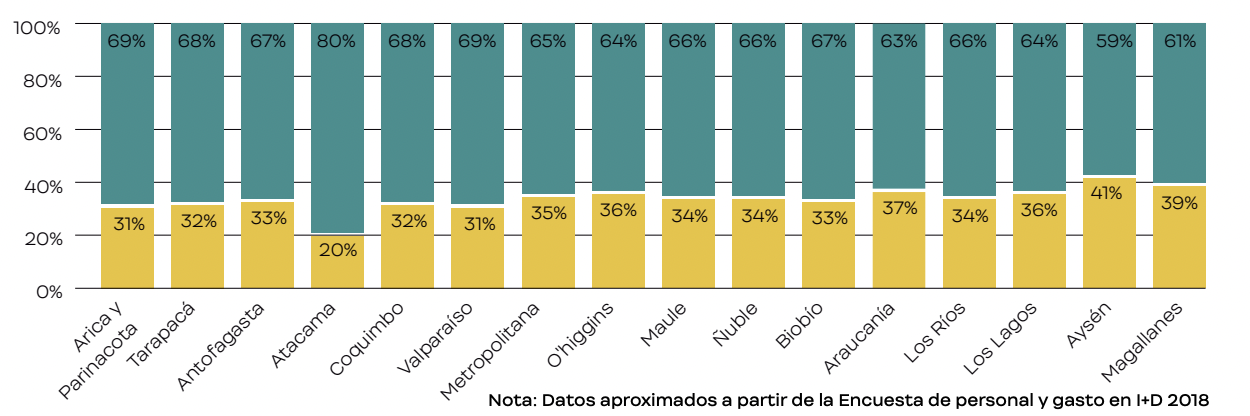 100%
80%
60%
40%
20%
0%
69% 68% 67% 80% 68% 69% 65% 64% 66% 66% 67% 63% 66% 64% 59% 61%
31% 32% 33% 20% 32% 31% 35% 36% 34% 34% 33% 37% 34% 36% 41% 39%
Arica y
Parinacota
Tarapacá
Antofagasta
Atacama
Coquimbo
Valparaíso
Metropolitana
O'higgins
Maule
Ñuble
Biobío
Araucanía
Los Ríos
Los Lagos
Aysén
Magallanes
Nota: Datos aproximados a partir de la Encuesta de personal y gasto en I+D 2018